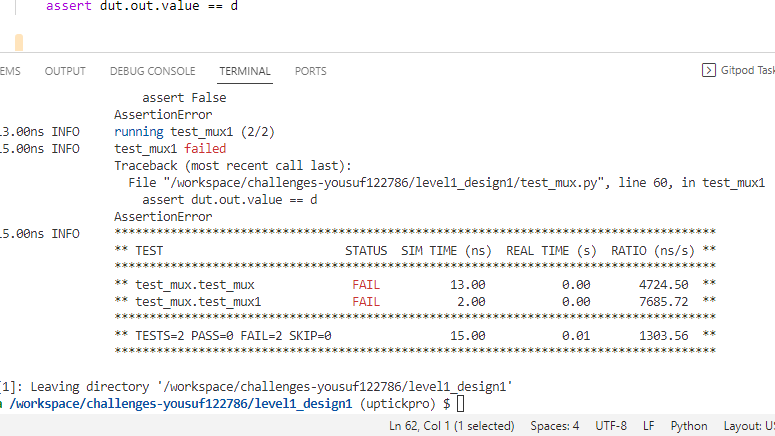 assert dut.out.value == d
EMS OUTPUT DEBUG CONSOLE TERMINAL PORTS Gitpod Task
assert False
AssertionError
3.00ns INFO running test_mux1 (2/2)
5.00ns INFO test_mux1 failed
Traceback (most recent call last):
File "/workspace/challenges-yousuf122786/level1_design1/test_mux.py", line 60, in test_mux1
assert dut.out.value == d
AssertionError
5.00ns INFO **************************************************************************************
** TEST STATUS SIM TIME (ns) REAL TIME (s) RATIO (ns/s) **
**************************************************************************************
** test_mux.test_mux FAIL 13.00 0.00 4724.50 **
** test_mux.test_mux1 FAIL 2.00 0.00 7685.72 **
**************************************************************************************
** TESTS=2 PASS=0 FAIL=2 SKIP=0 15.00 0.01 1303.56 **
**************************************************************************************
[1]: Leaving directory '/workspace/challenges-yousuf122786/level1_design1'
/workspace/challenges-yousuf122786/level1_design1 (uptickpro) $
Ln 62, Col 1 (1 selected) Spaces: 4 UTF-8 LF Python Layout: US